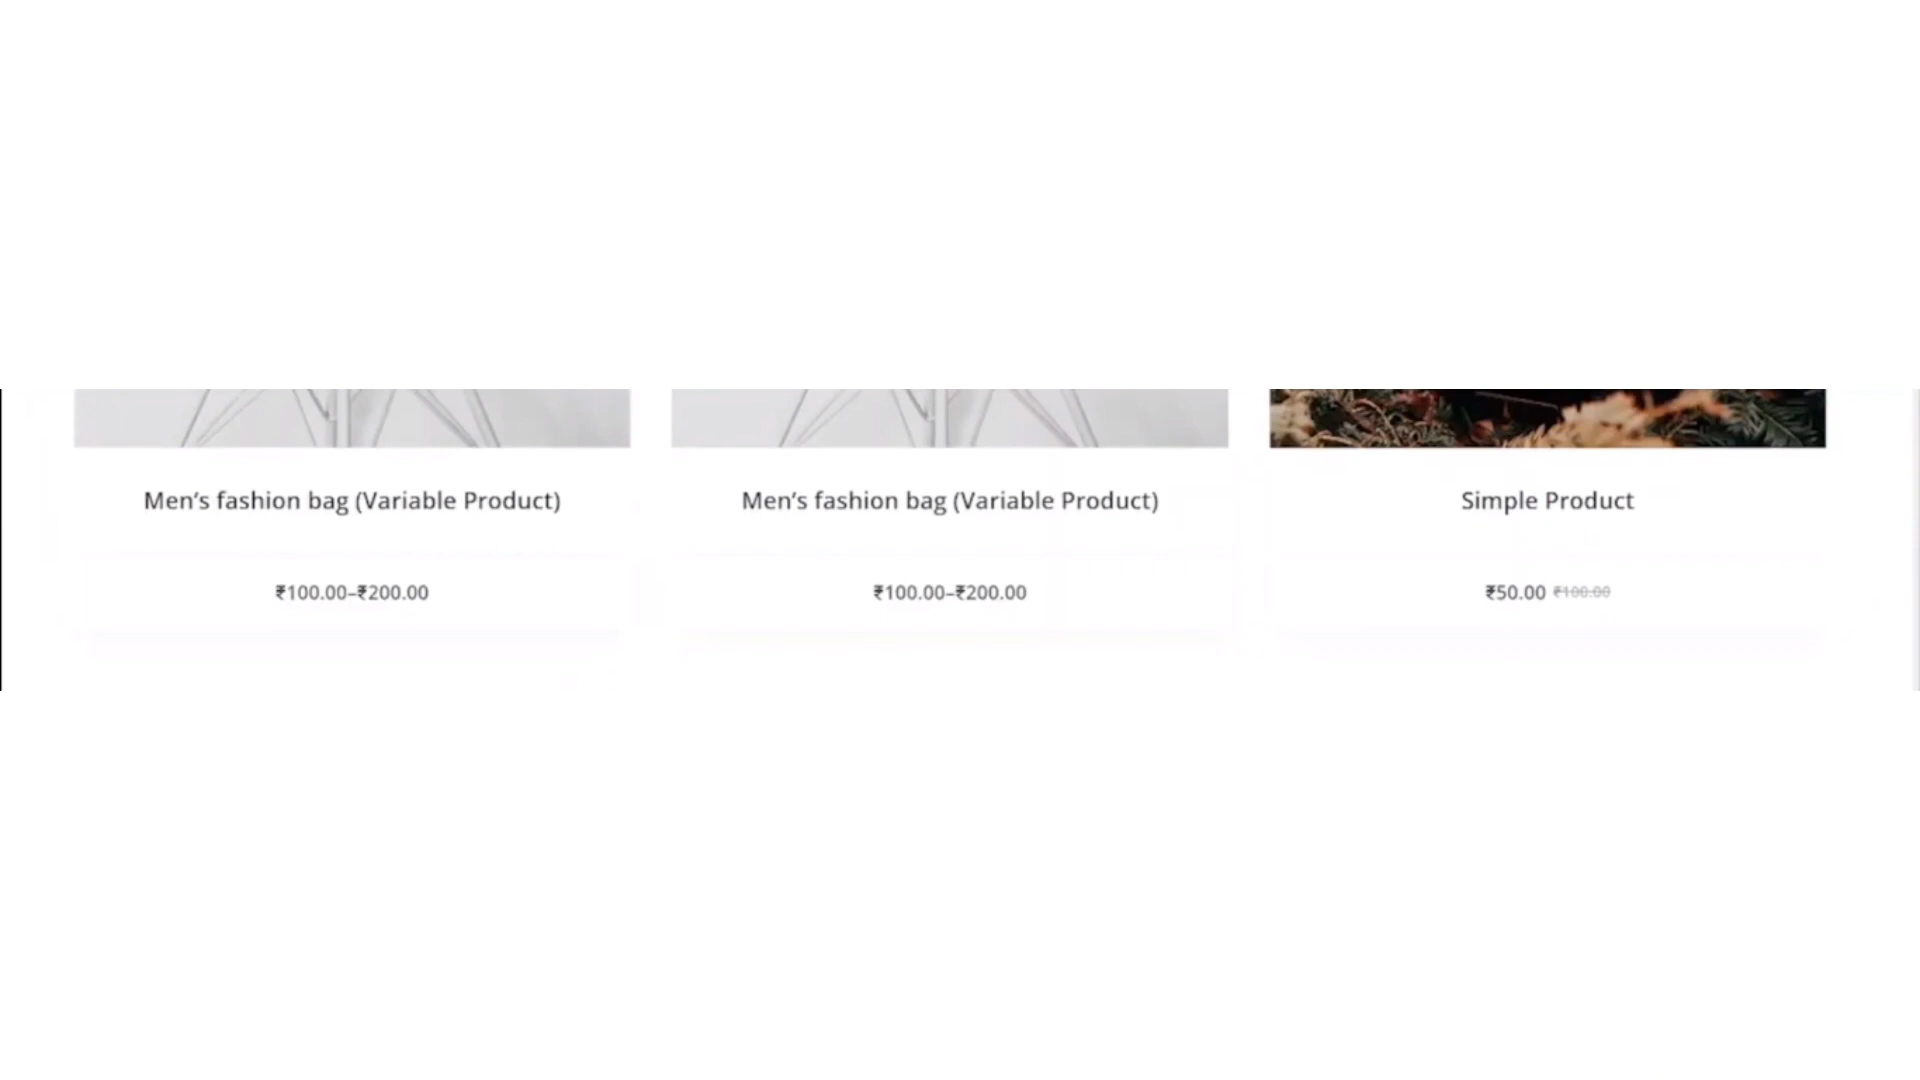 Men's fashion bag (Variable Product)
₹100.00–₹200.00
Men's fashion bag (Variable Product)
₹100.00–₹200.00
Simple Product
₹50.00 ₹100.00